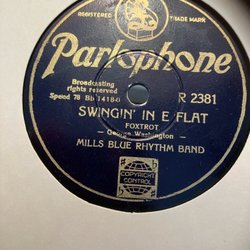 REGISTERED TRADE MARK
Parlophone
Broadcasting
rights reserved
Speed 78 R 2381
SWINGIN' IN E FLAT
FOXTROT
- George Washington -
MILLS BLUE RHYTHM BAND
COPYRIGHT
CONTROL